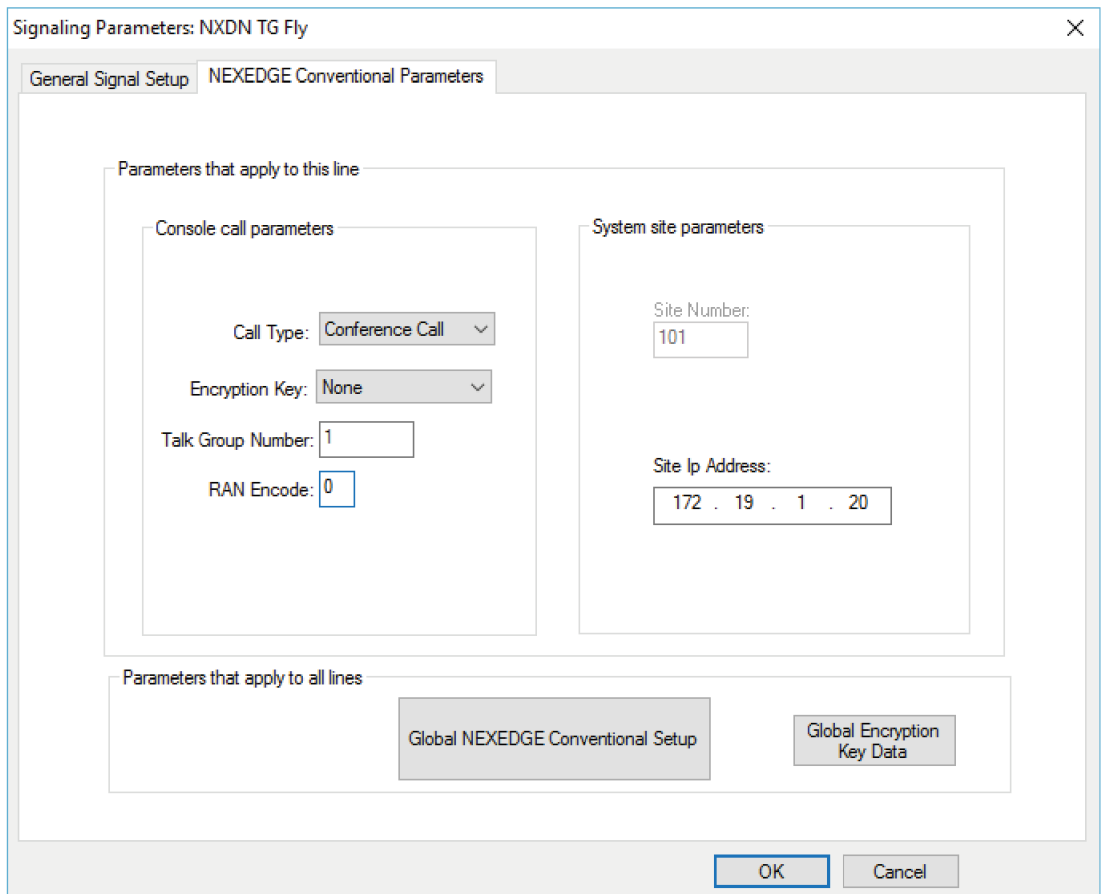 Signaling Parameters: NXDN TG Fly
General Signal Setup
NEXEDGE Conventional Parameters
Parameters that apply to this line
Console call parameters
Call Type: Conference Call
Encryption Key: None
Talk Group Number: 1
RAN Encode: 0
System site parameters
Site Number:
101
Site Ip Address:
172 . 19 . 1 . 20
Parameters that apply to all lines
Global NEXEDGE Conventional Setup
Global Encryption
Key Data
OK
Cancel